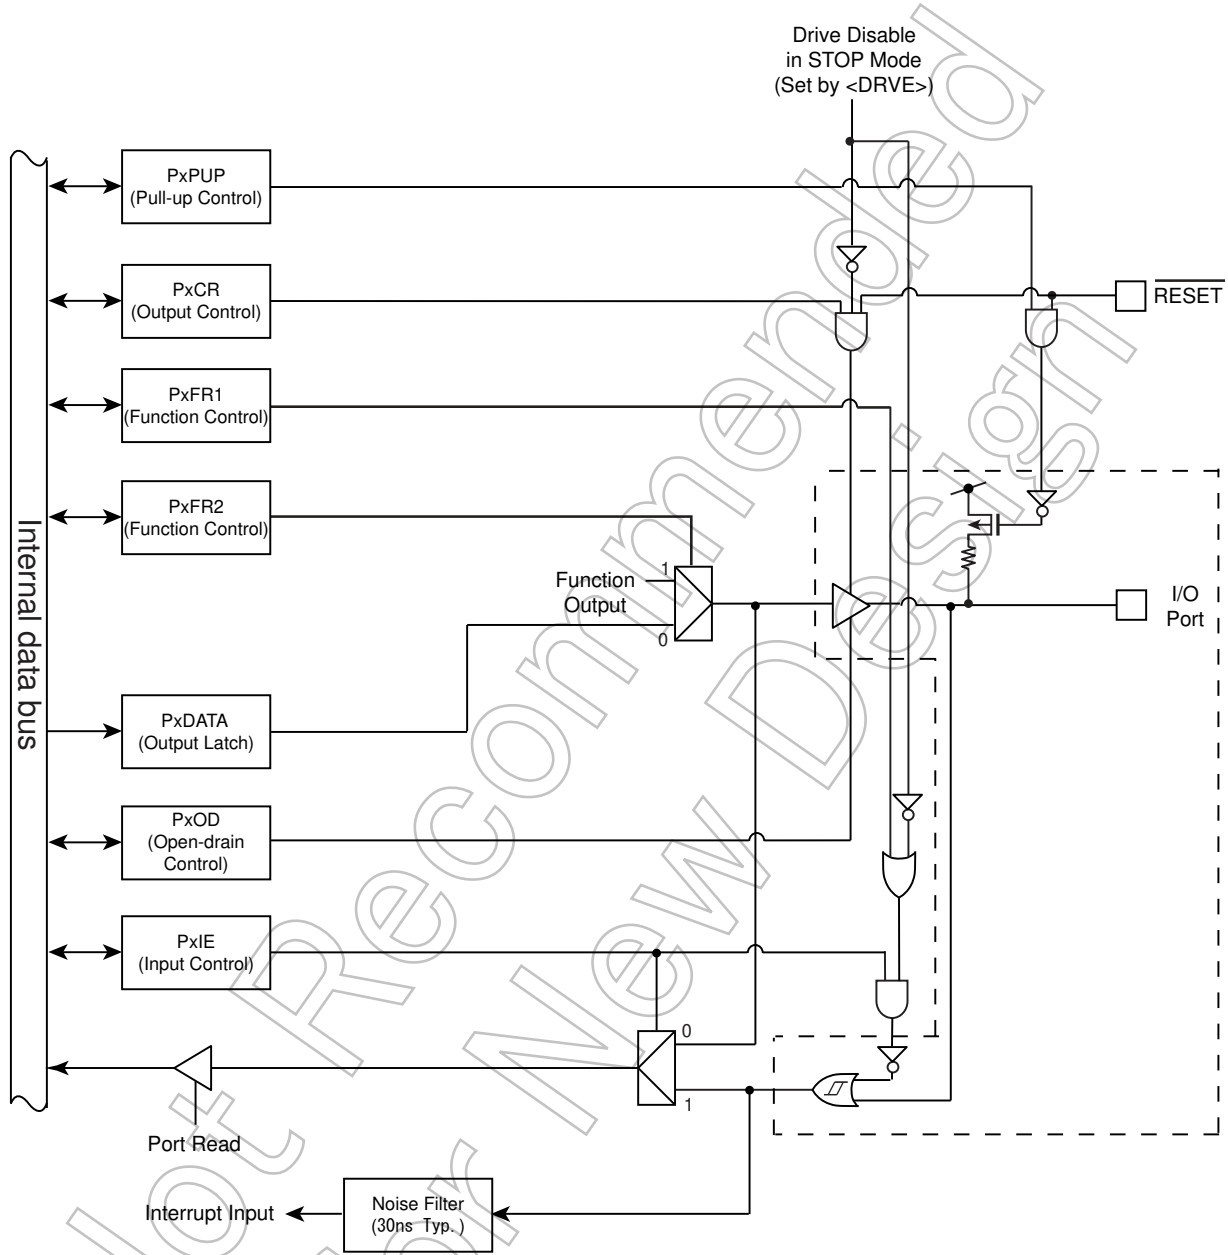 Drive Disable
in STOP Mode
(Set by <DRVE>)
PxPUP
(Pull-up Control)
PxCR
(Output Control)
RESET
PxFR1
(Function Control)
PxFR2
(Function Control)
1
Function
Output
0
I/O
Port
Internal data bus
PxDATA
(Output Latch)
PxOD
(Open-drain
Control)
PxIE
(Input Control)
0
1
Port Read
Interrupt Input
Noise Filter
(30ns Typ.)
Not Recommended
for New Design